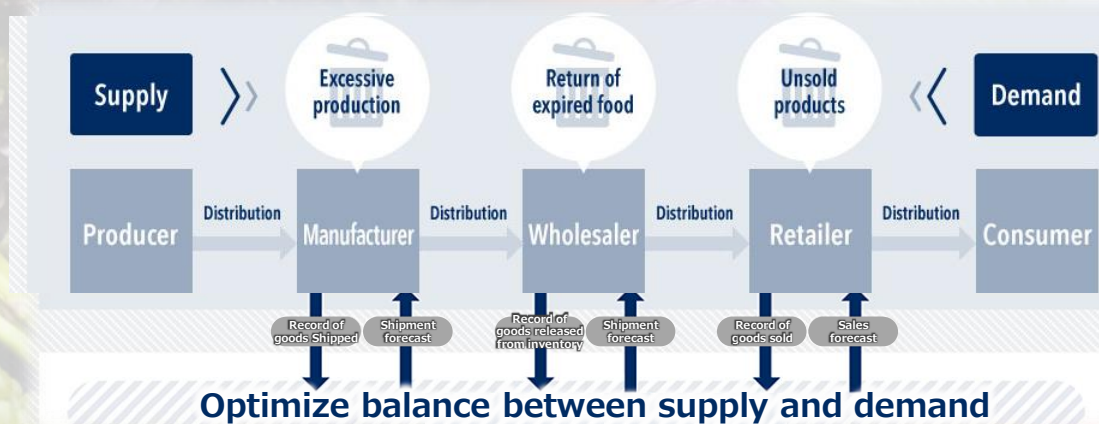 Supply
Excessive
production
Return of
expired food
Unsold
products
Demand
Producer
Distribution
Manufacturer
Distribution
Wholesaler
Distribution
Retailer
Distribution
Consumer
Record of
goods Shipped
Shipment
forecast
Record of
goods released
from inventory
Shipment
forecast
Record of
goods sold
Sales
forecast
Optimize balance between supply and demand